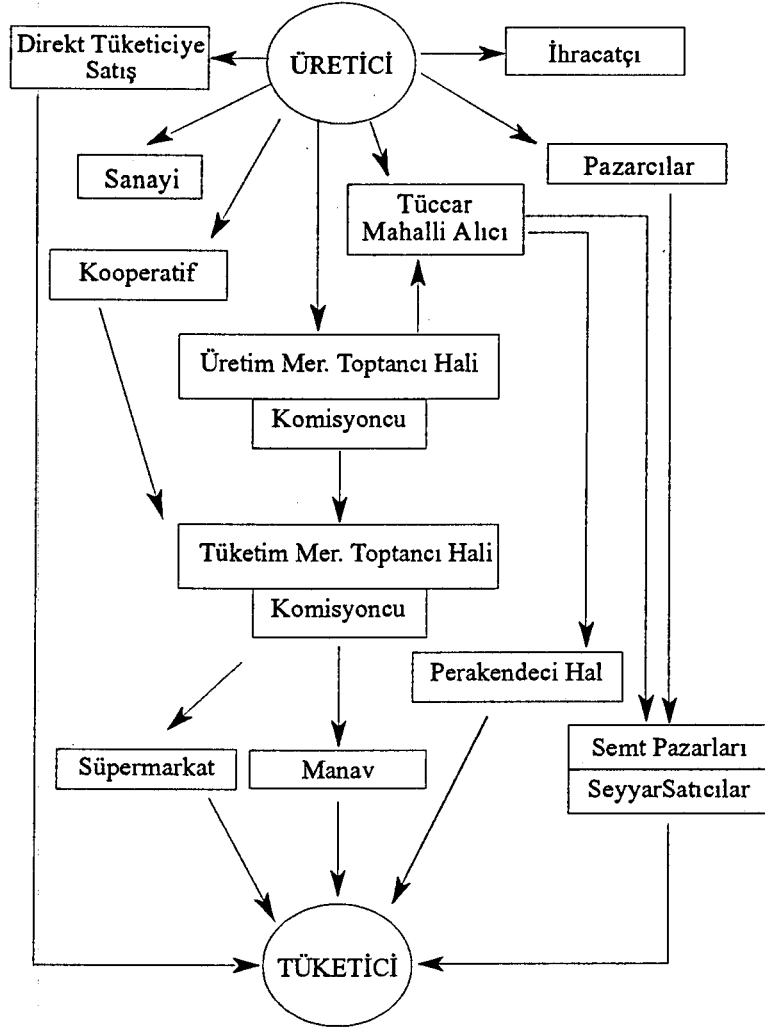 Direkt Tüketiciye
Satış
ÜRETİCİ
İhracatçı
Sanayi
Pazarcılar
Tüccar
Mahalli Alıcı
Kooperatif
Üretim Mer. Toptancı Hali
Komisyoncu
Tüketim Mer. Toptancı Hali
Komisyoncu
Perakendeci Hal
Süpermarkat
Manav
Semt Pazarları
SeyyarSatıcılar
TÜKETİCİ